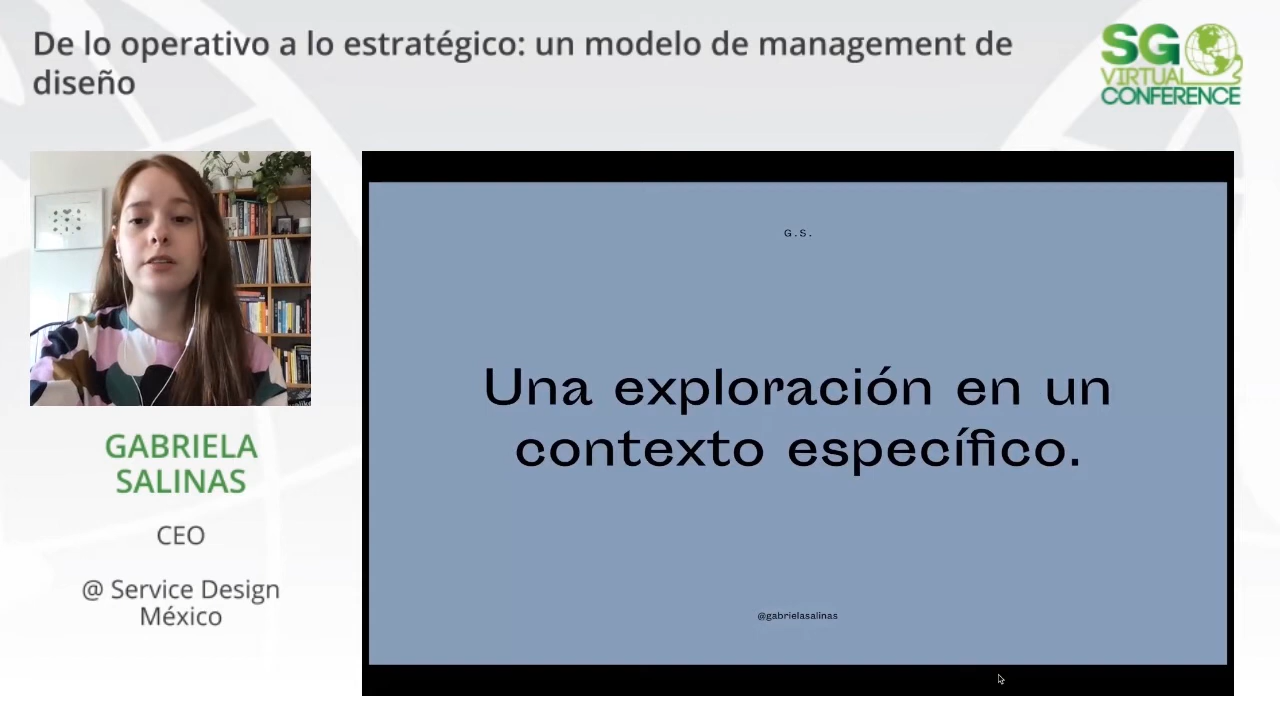 De lo operativo a lo estratégico: un modelo de management de
diseño
SG
VIRTUAL
CONFERENCE
GABRIELA
SALINAS
CEO
@ Service Design
México
G.S.
Una exploración en un
contexto específico.
@gabrielasalinas